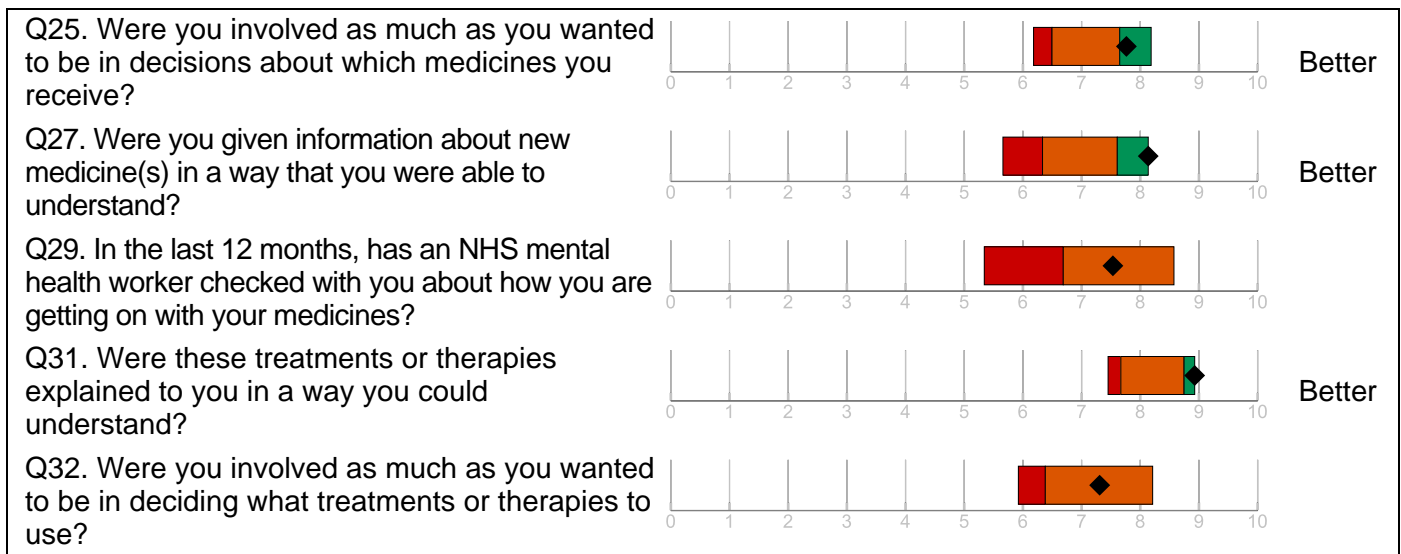 Q25. Were you involved as much as you wanted
to be in decisions about which medicines you
receive?
0 1 2 3 4 5 6 7 8 9 10
Better
Q27. Were you given information about new
medicine(s) in a way that you were able to
understand?
0 1 2 3 4 5 6 7 8 9 10
Better
Q29. In the last 12 months, has an NHS mental
health worker checked with you about how you are
getting on with your medicines?
0 1 2 3 4 5 6 7 8 9 10
Q31. Were these treatments or therapies
explained to you in a way you could
understand?
0 1 2 3 4 5 6 7 8 9 10
Better
Q32. Were you involved as much as you wanted
to be in deciding what treatments or therapies to
use?
0 1 2 3 4 5 6 7 8 9 10